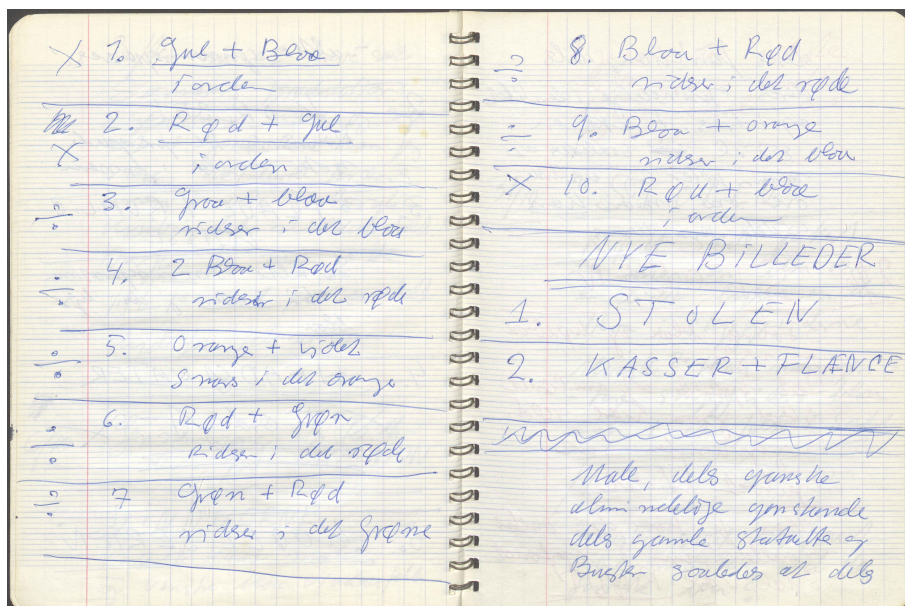 X 1. Gul + Blaa
i orden
2. Rød + gul
X i orden
÷ 3. Graa + blaa
ridser i det blaa
÷ 4. 2 Blaa + Rød
ridser i det røde
÷ 5. Orange + violet
Snavs i det orange
÷ 6. Rød + Grøn
Ridser i det røde
÷ 7 Grøn + Rød
ridser i det Grønne
÷ 8. Blaa + Rød
ridser i det røde
÷ 9. Blaa + orange
ridser i det blaa
X 10. Rød + blaa
i orden
NYE BILLEDER
1. STOLEN
2. KASSER + FLANCE
Male, dels ganske
almindelige genstande
dels gamle statuetter og
Buster saaledes at dels